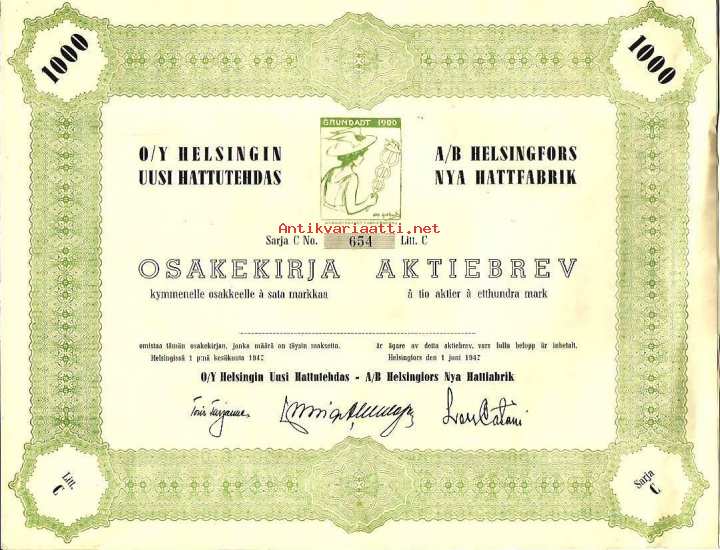 1000
1000
GRUNDADT 1900
O/Y HELSINGIN
UUSI HATTUTEHDAS
A/B HELSINGFORS
NYA HATTFABRIK
Antikvariaatti.net
Sarja C No. 654 Litt. C
OSAKEKIRJA AKTIEBREV
kymmenelle osakkeelle à sata markkaa
à tio aktier à etthundra mark
omistaa tämän osakekirjan, jonka määrä on täysin maksettu.
Helsingissä 1 p:nä kesäkuuta 1942
är ägare av detta aktiebrev, vars fulla belopp är inbetalt.
Helsingfors den 1 juni 1942
O/Y Helsingin Uusi Hattutehdas - A/B Helsingfors Nya Hattfabrik
Litt.
C
Sarja
C